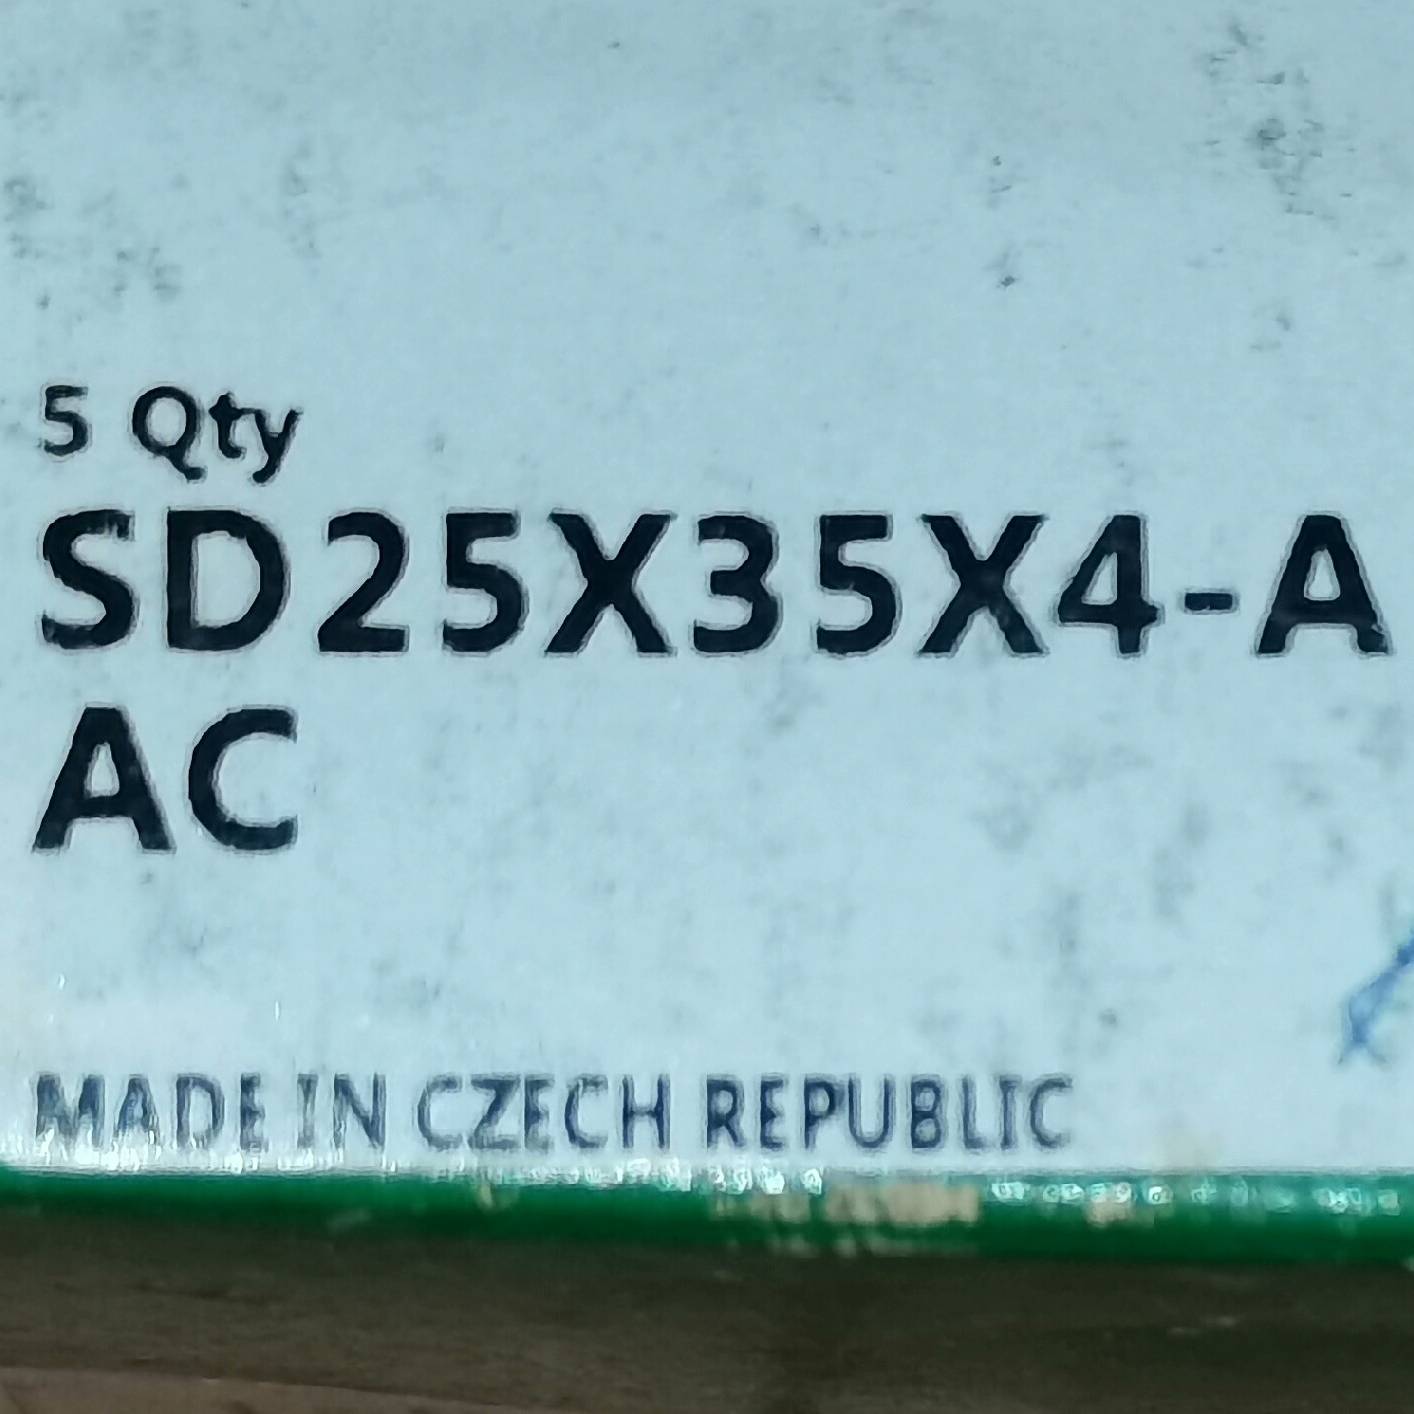 5 Qty
SD25X35X4-A
AC
MADE IN CZECH REPUBLIC